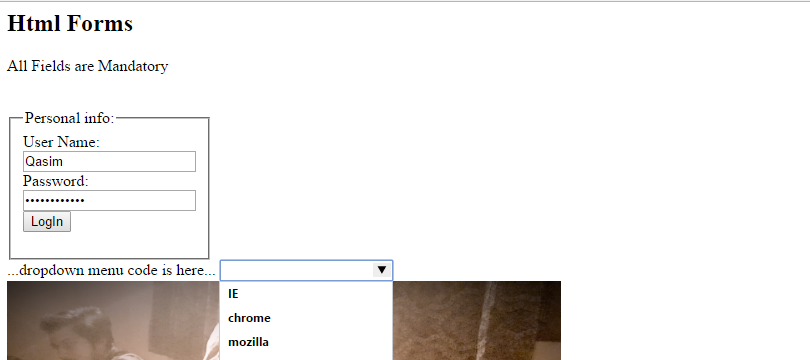 Html Forms
All Fields are Mandatory
Personal info:
User Name:
Qasim
Password:
••••••••••••
LogIn
...dropdown menu code is here...
IE
chrome
mozilla